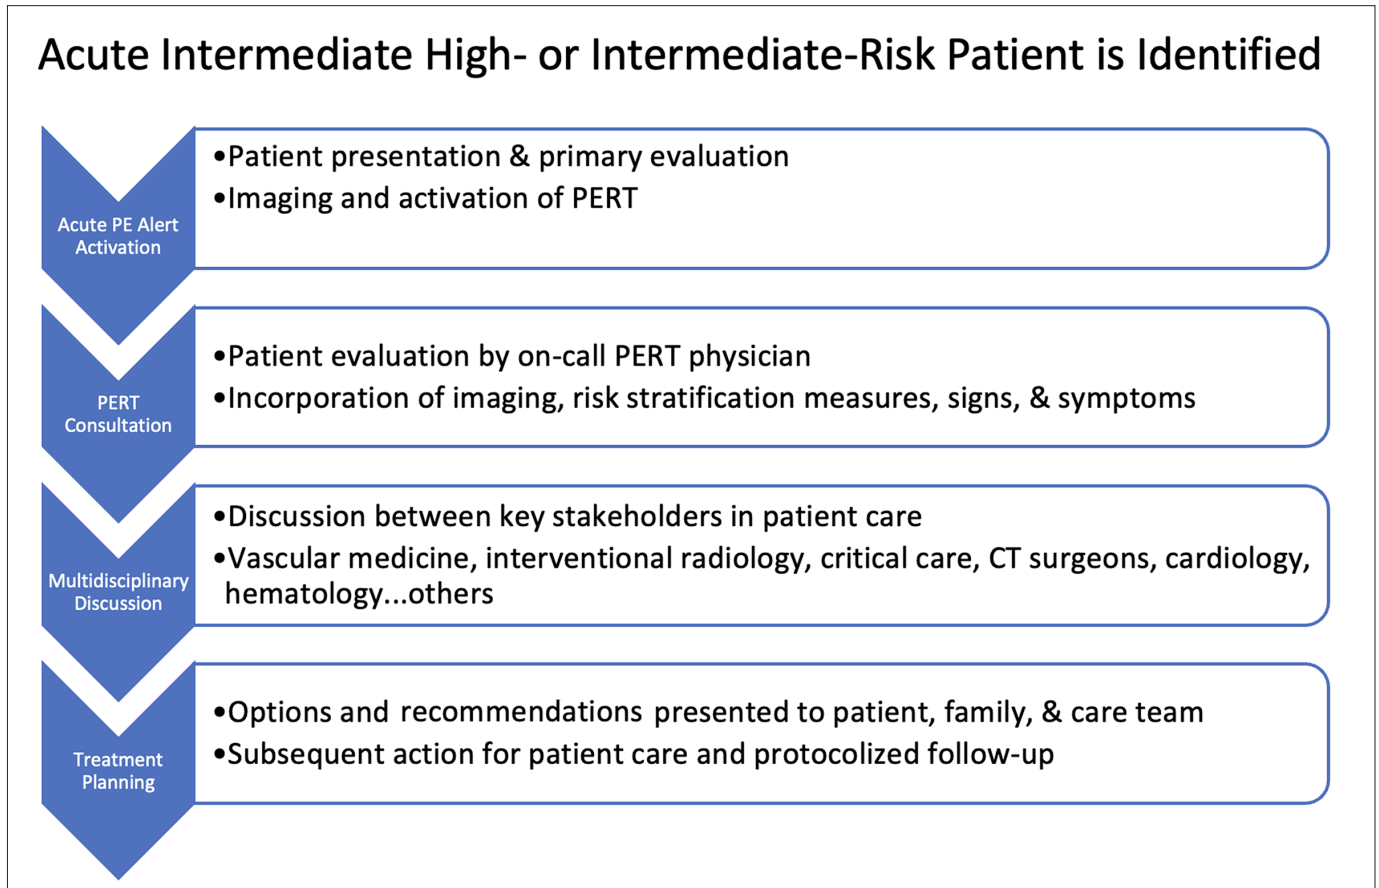 Acute Intermediate High- or Intermediate-Risk Patient is Identified
Acute PE Alert
Activation
•Patient presentation & primary evaluation
•Imaging and activation of PERT
PERT
Consultation
•Patient evaluation by on-call PERT physician
•Incorporation of imaging, risk stratification measures, signs, & symptoms
Multidisciplinary
Discussion
•Discussion between key stakeholders in patient care
•Vascular medicine, interventional radiology, critical care, CT surgeons, cardiology,
hematology...others
Treatment
Planning
•Options and recommendations presented to patient, family, & care team
•Subsequent action for patient care and protocolized follow-up